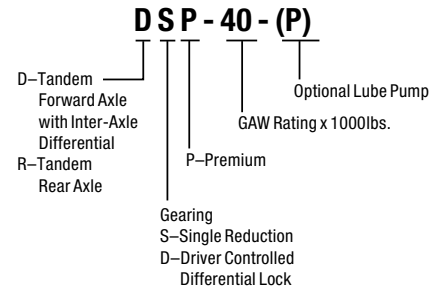 D S P - 40 - (P)
D–Tandem
Forward Axle
with Inter-Axle
Differential
R–Tandem
Rear Axle
P–Premium
Gearing
S–Single Reduction
D–Driver Controlled
Differential Lock
GAW Rating x 1000lbs.
Optional Lube Pump